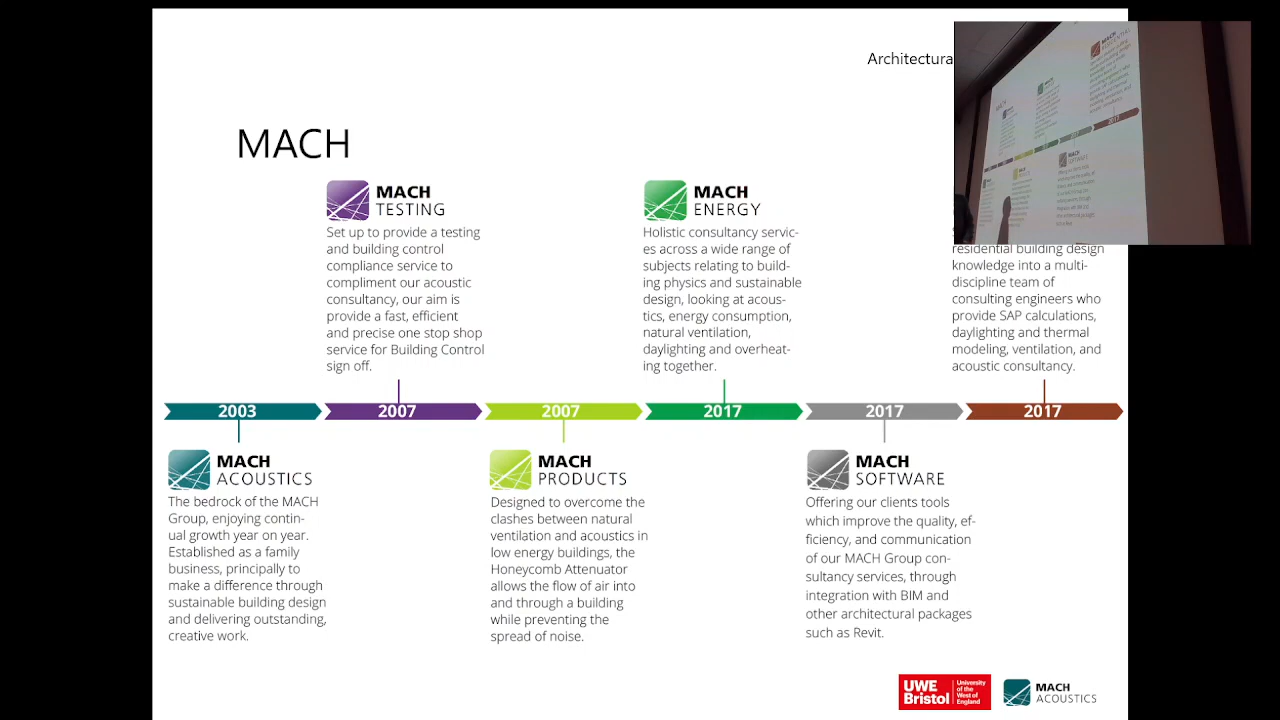 Architectura
MACH
MACH
TESTING
Set up to provide a testing
and building control
compliance service to
compliment our acoustic
consultancy, our aim is
provide a fast, efficient
and precise one stop shop
service for Building Control
sign off.
MACH
ENERGY
Holistic consultancy servic-
es across a wide range of
subjects relating to build-
ing physics and sustainable
design, looking at acous-
tics, energy consumption,
natural ventilation,
daylighting and overheat-
ing together.
residential building design
knowledge into a multi-
discipline team of
consulting engineers who
provide SAP calculations,
daylighting and thermal
modeling, ventilation, and
acoustic consultancy.
2003
2007
2007
2017
2017
2017
MACH
ACOUSTICS
The bedrock of the MACH
Group, enjoying contin-
ual growth year on year.
Established as a family
business, principally to
make a difference through
sustainable building design
and delivering outstanding,
creative work.
MACH
PRODUCTS
Designed to overcome the
clashes between natural
ventilation and acoustics in
low energy buildings, the
Honeycomb Attenuator
allows the flow of air into
and through a building
while preventing the
spread of noise.
MACH
SOFTWARE
Offering our clients tools
which improve the quality, ef-
ficiency, and communication
of our MACH Group con-
sultancy services, through
integration with BIM and
other architectural packages
such as Revit.
UWE
Bristol
University
of the
West of
England
MACH
ACOUSTICS